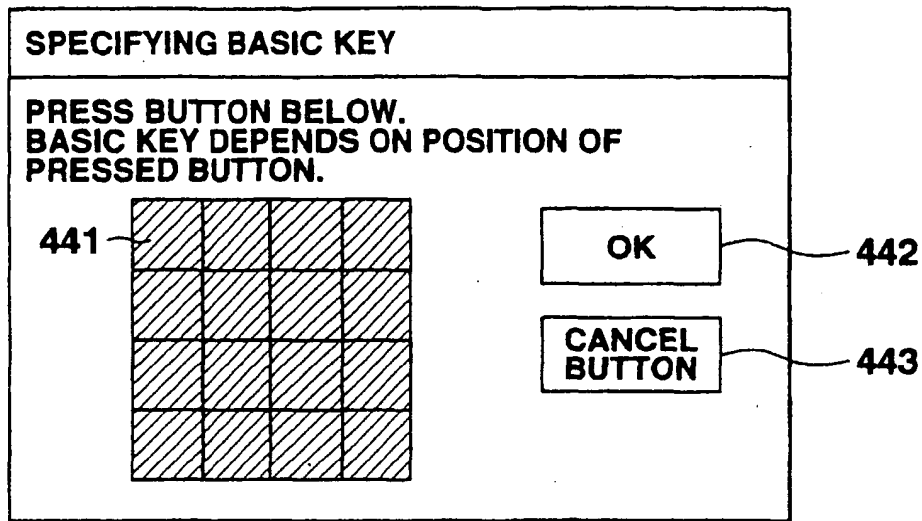 SPECIFYING BASIC KEY
PRESS BUTTON BELOW.
BASIC KEY DEPENDS ON POSITION OF
PRESSED BUTTON.
441
OK
442
CANCEL
BUTTON
443